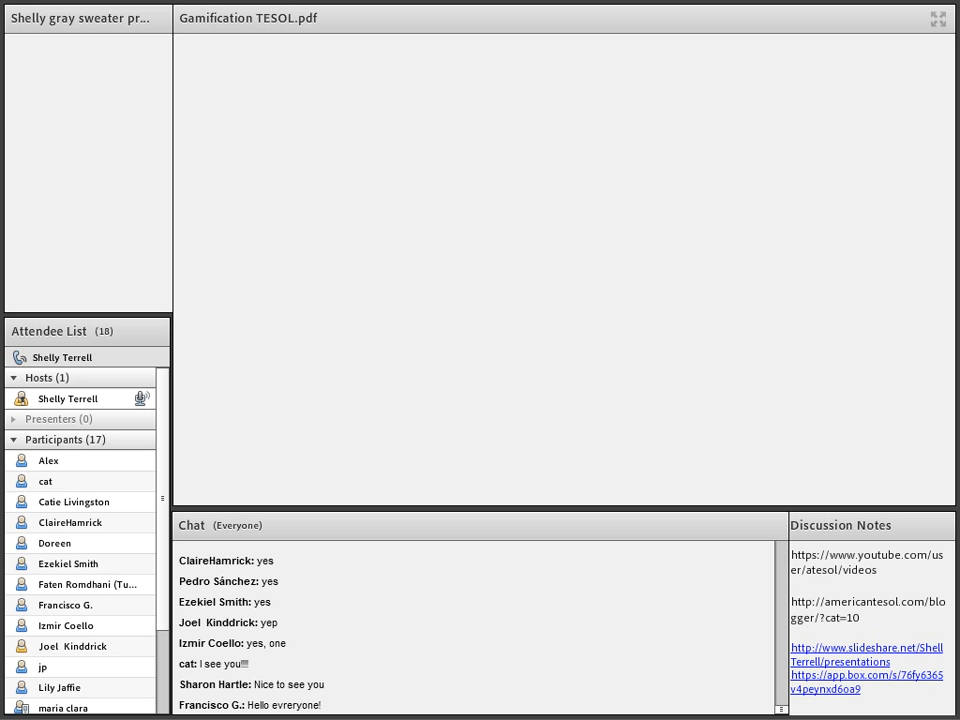 Shelly gray sweater pr...
Gamification TESOL.pdf
Attendee List (18)
Shelly Terrell
Hosts (1)
Shelly Terrell
Presenters (0)
Participants (17)
Alex
cat
Catie Livingston
ClaireHamrick
Doreen
Ezekiel Smith
Faten Romdhani (Tu...
Francisco G.
Izmir Coello
Joel Kinddrick
jp
Lily Jaffie
maria clara
Chat (Everyone)
ClaireHamrick: yes
Pedro Sánchez: yes
Ezekiel Smith: yes
Joel Kinddrick: yep
Izmir Coello: yes, one
cat: I see you!!!!
Sharon Hartle: Nice to see you
Francisco G.: Hello evreryone!
Discussion Notes
https://www.youtube.com/us
er/atesol/videos
http://americantesol.com/blo
gger/?cat=10
http://www.slideshare.net/Shell
Terrell/presentations
https://app.box.com/s/76fy6365
v4peynxd6oa9